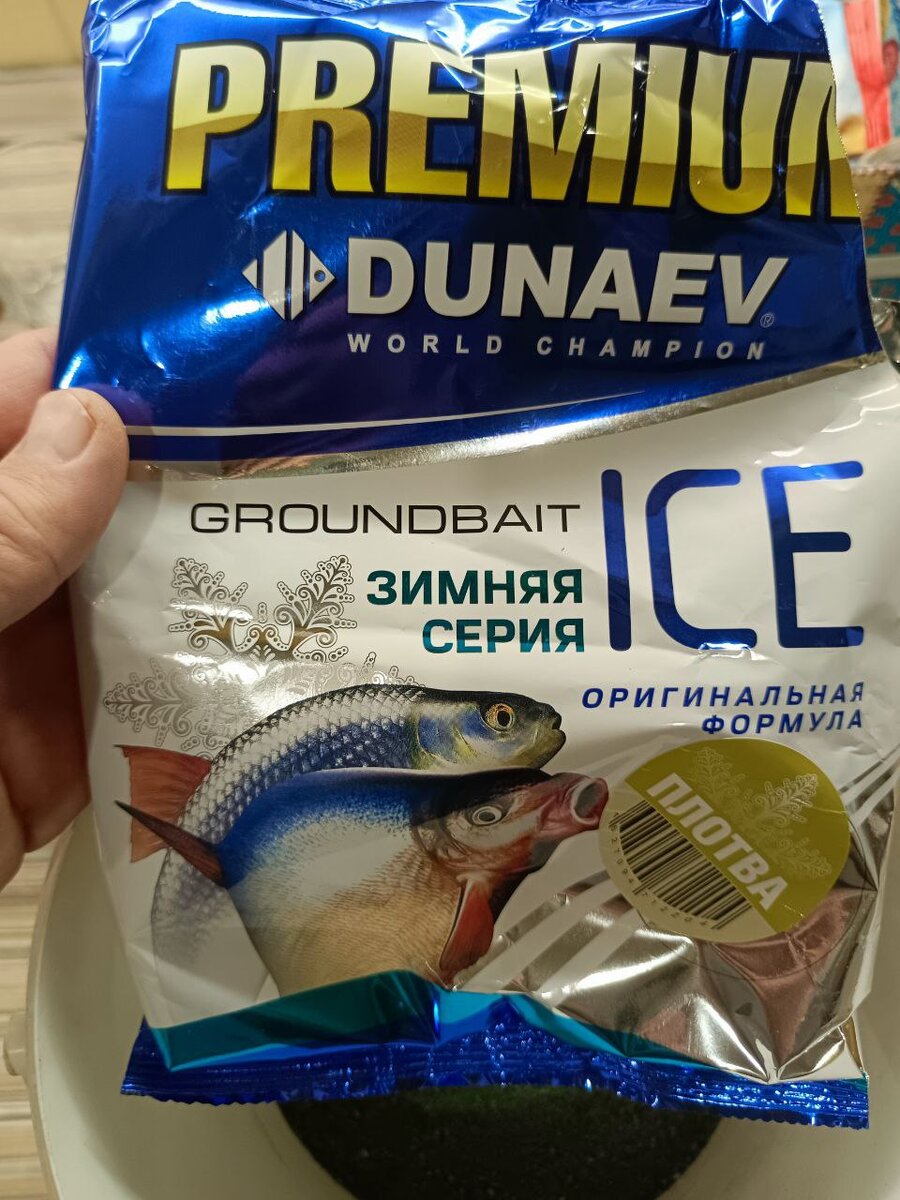 PREMIUM
DUNAEV®
WORLD CHAMPION
GROUNDBAIT ICE
ЗИМНЯЯ
СЕРИЯ
ОРИГИНАЛЬНАЯ
ФОРМУЛА
ПЛОТВА